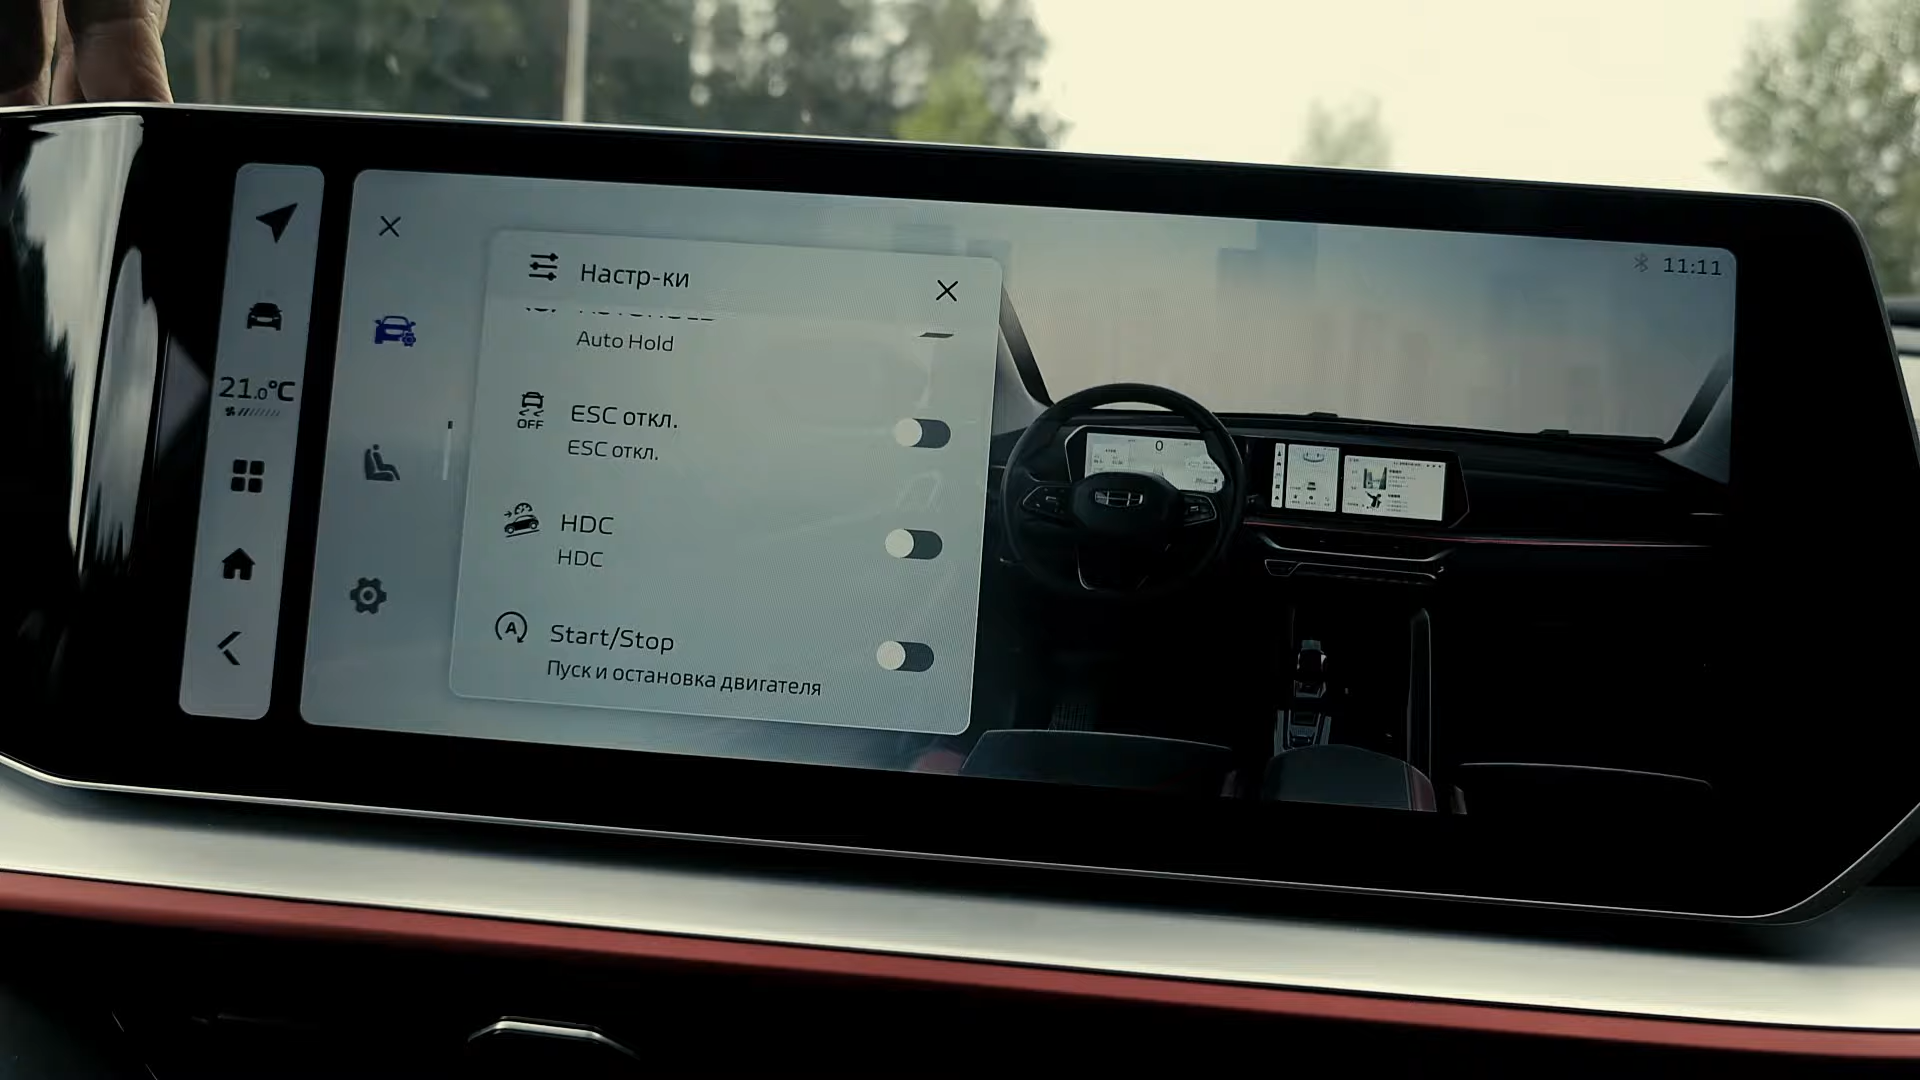 Настр-ки
Auto Hold
ESC откл.
ESC откл.
OFF
HDC
HDC
Start/Stop
Пуск и остановка двигателя
A
21.0°C
11:11
0